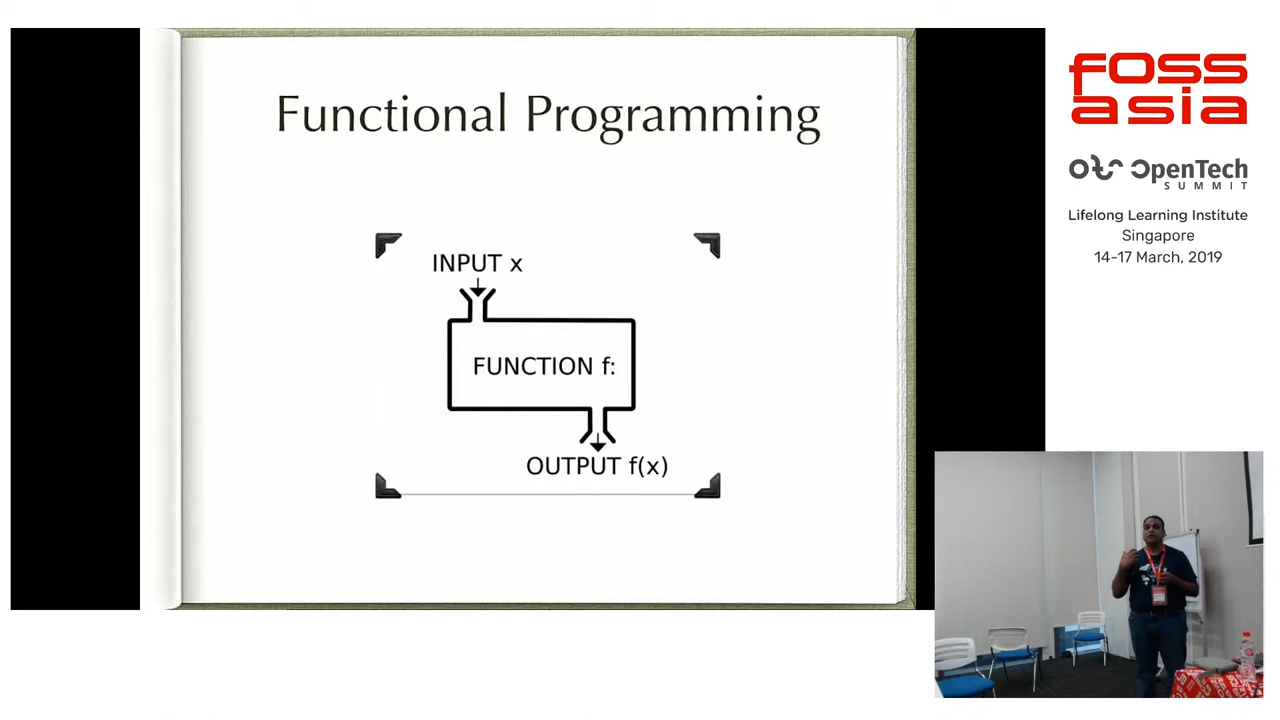 Functional Programming
INPUT x
FUNCTION f:
OUTPUT f(x)
FOSS
asia
OpenTech
SUMMIT
Lifelong Learning Institute
Singapore
14-17 March, 2019